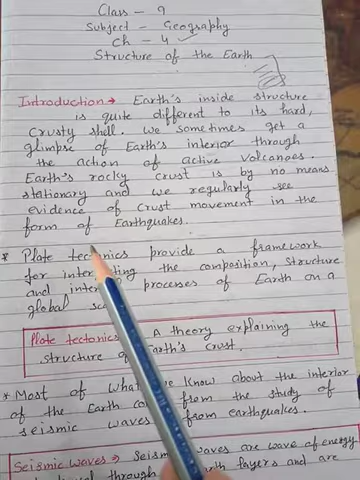 Class - 9
Subject - Geography
Ch - 4
Structure of the Earth
Introduction → Earth's inside structure
is quite different to its hard,
crusty shell. We sometimes get a
glimpse of Earth's interior through
the action of active volcanoes.
Earth's rocky crust is by no means
stationary and we regularly see
evidence of crust movement in the
form of Earthquakes.
* Plate tectonics provide a framework
for the composition, structure
and processes of Earth on a
global
Plate tectonics A theory explaining the
structure of Earth's crust.
* Most of what we know about the interior
of the Earth from the study of
seismic waves from earthquakes.
Seismic waves → waves are wave of energy
through layers and are